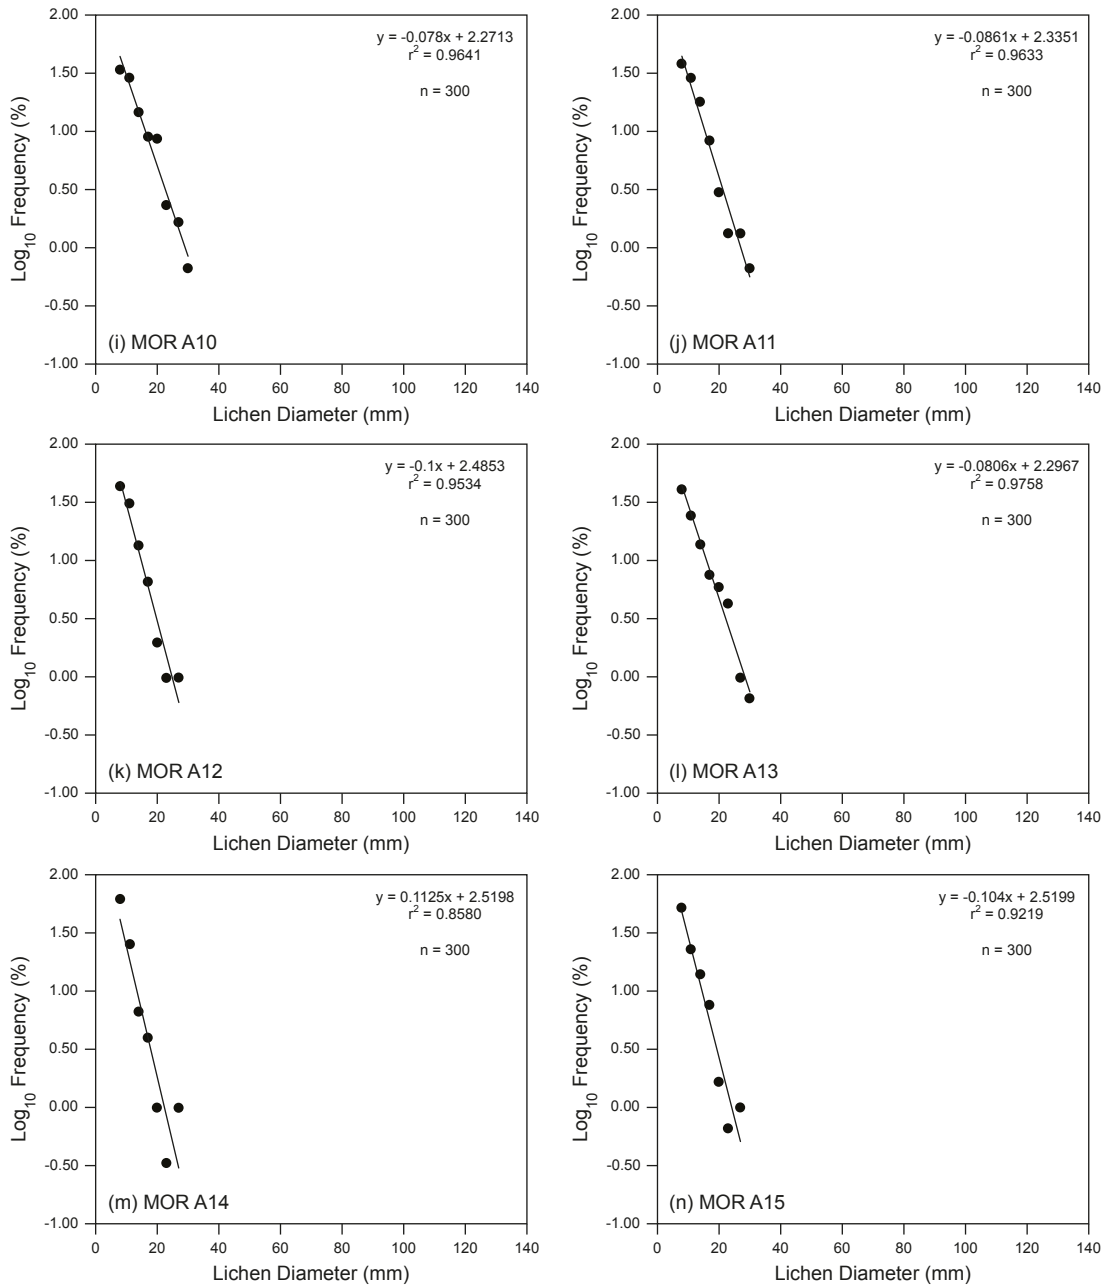 2.00
1.50
1.00
0.50
0.00
-0.50
-1.00
Log10 Frequency (%)
y = -0.078x + 2.2713
r2 = 0.9641
n = 300
(i) MOR A10
0 20 40 60 80 100 120 140
Lichen Diameter (mm)
2.00
1.50
1.00
0.50
0.00
-0.50
-1.00
Log10 Frequency (%)
y = -0.0861x + 2.3351
r2 = 0.9633
n = 300
(j) MOR A11
0 20 40 60 80 100 120 140
Lichen Diameter (mm)
2.00
1.50
1.00
0.50
0.00
-0.50
-1.00
Log10 Frequency (%)
y = -0.1x + 2.4853
r2 = 0.9534
n = 300
(k) MOR A12
0 20 40 60 80 100 120 140
Lichen Diameter (mm)
2.00
1.50
1.00
0.50
0.00
-0.50
-1.00
Log10 Frequency (%)
y = -0.0806x + 2.2967
r2 = 0.9758
n = 300
(l) MOR A13
0 20 40 60 80 100 120 140
Lichen Diameter (mm)
2.00
1.50
1.00
0.50
0.00
-0.50
-1.00
Log10 Frequency (%)
y = 0.1125x + 2.5198
r2 = 0.8580
n = 300
(m) MOR A14
0 20 40 60 80 100 120 140
Lichen Diameter (mm)
2.00
1.50
1.00
0.50
0.00
-0.50
-1.00
Log10 Frequency (%)
y = -0.104x + 2.5199
r2 = 0.9219
n = 300
(n) MOR A15
0 20 40 60 80 100 120 140
Lichen Diameter (mm)